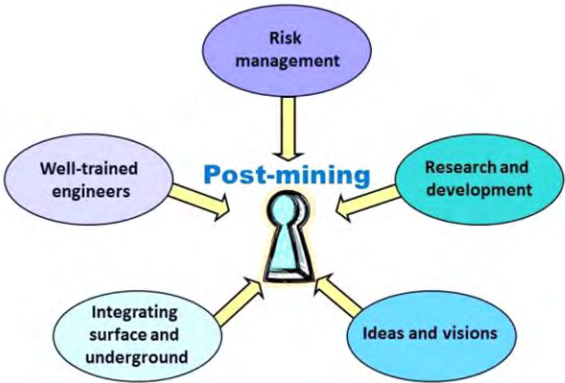 Risk
management
Well-trained
engineers
Post-mining
Research and
development
Integrating
surface and
underground
Ideas and visions